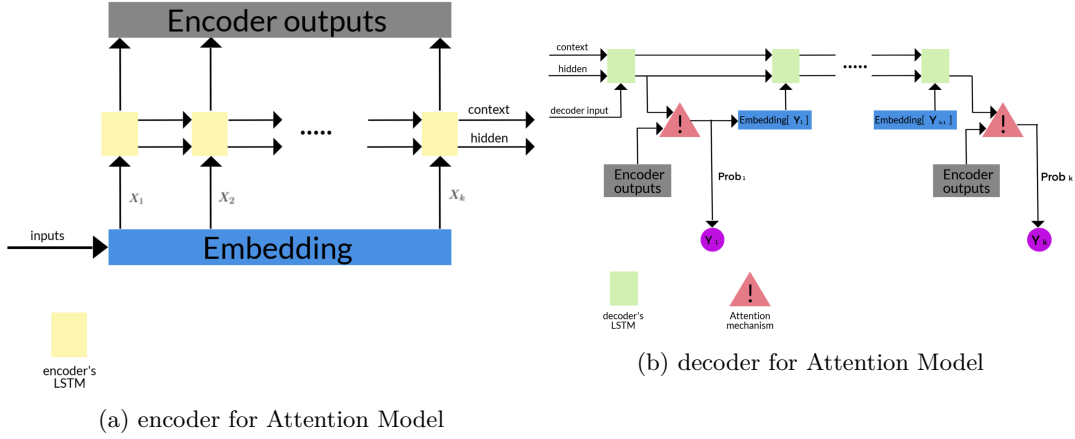 Encoder outputs
context
hidden
.....
X₁
X₂
Xₖ
inputs
Embedding
encoder's
LSTM
(a) encoder for Attention Model
context
hidden
decoder input
.....
!
Embedding[ Y₁ ]
Embedding[ Yₖ₋₁ ]
!
Encoder
outputs
Prob₁
Encoder
outputs
Prob ₖ
Y₁
Yₖ
!
decoder's
LSTM
Attention
mechanism
(b) decoder for Attention Model